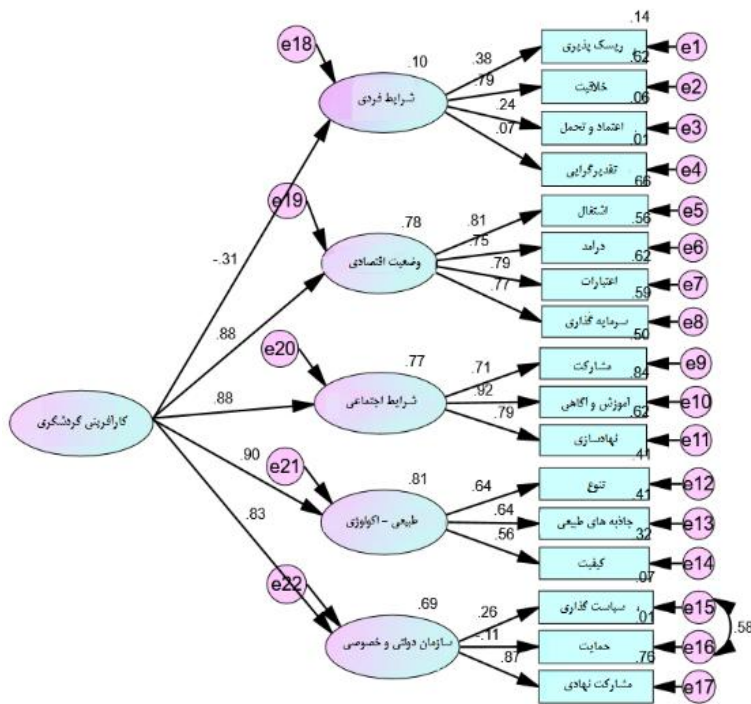 .14
e18
.10
.38
ریسک پذیری
.62
e1
.79
شرایط فردی
خلاقیت
.06
e2
.24
اعتماد و تحمل
.01
e3
.07
تقدیرگرایی
.66
e4
e19
.78
.81
اشتغال
.56
e5
-.31
.75
درآمد
.62
e6
وضعیت اقتصادی
.79
اعتبارات
.59
e7
.77
سرمایه گذاری
.50
e8
.88
e20
.77
.71
مشارکت
.84
e9
کارآفرینی گردشگری
.88
شرایط اجتماعی
.92
آموزش و آگاهی
.62
e10
.79
نهادسازی
.41
e11
.90
e21
.81
.64
تنوع
.41
e12
.83
طبیعی - اکولوژی
.64
جاذبه های طبیعی
.32
e13
.56
کیفیت
.07
e14
e22
.69
.26
سیاست گذاری
.01
e15
.58
سازمان دولتی و خصوصی
-.11
حمایت
.76
e16
.87
مشارکت نهادی
e17